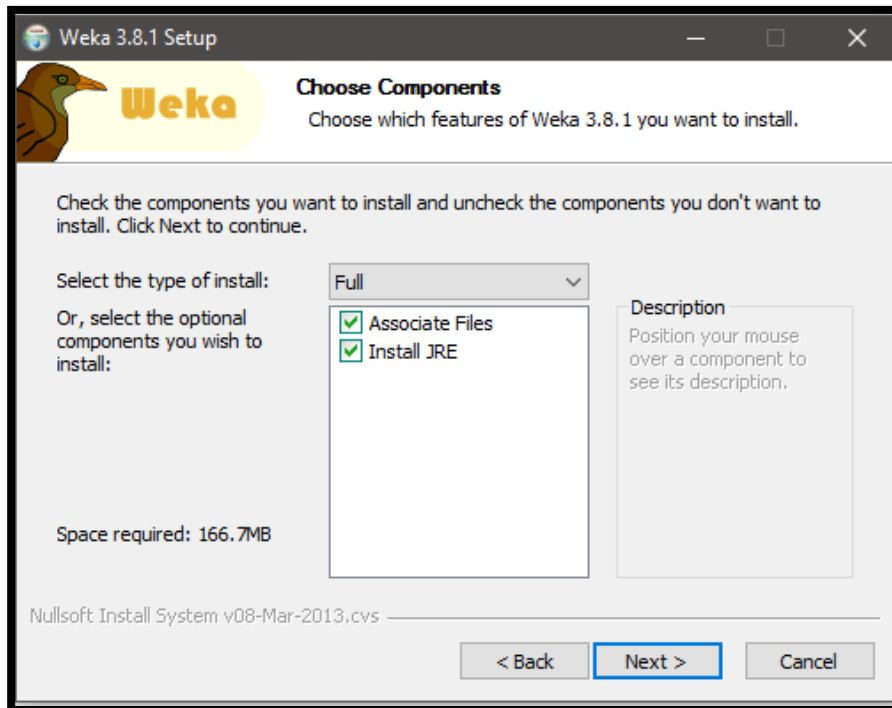 Weka 3.8.1 Setup
Weka
Choose Components
Choose which features of Weka 3.8.1 you want to install.
Check the components you want to install and uncheck the components you don't want to
install. Click Next to continue.
Select the type of install:
Full
Or, select the optional
components you wish to
install:
Associate Files
Install JRE
Description
Position your mouse
over a component to
see its description.
Space required: 166.7MB
Nullsoft Install System v08-Mar-2013.cvs
< Back
Next >
Cancel